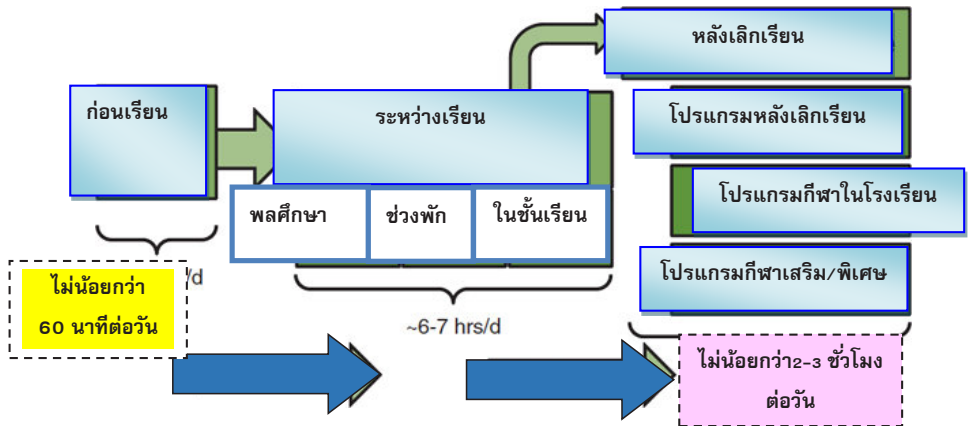 หลังเลิกเรียน
ก่อนเรียน
ระหว่างเรียน
โปรแกรมหลังเลิกเรียน
พลศึกษา
ช่วงพัก
ในชั้นเรียน
โปรแกรมกีฬาในโรงเรียน
โปรแกรมกีฬาเสริม/พิเศษ
/d
ไม่น้อยกว่า
60 นาทีต่อวัน
~6-7 hrs/d
ไม่น้อยกว่า2-3 ชั่วโมง
ต่อวัน